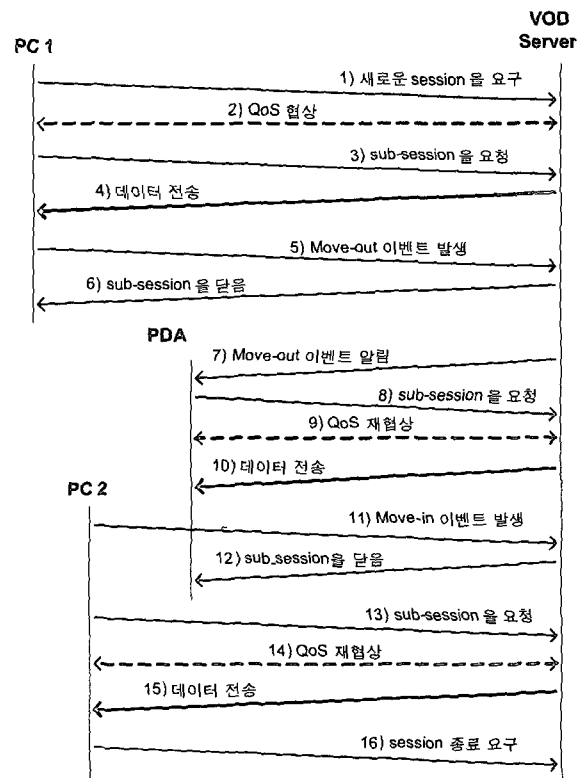 VOD
Server
PC 1
1) 새로운 session 을 요구
2) QoS 협상
3) sub-session 을 요청
4) 데이터 전송
5) Move-out 이벤트 발생
6) sub-session 을 닫음
PDA
7) Move-out 이벤트 알림
8) sub-session 을 요청
9) QoS 재협상
10) 데이터 전송
PC 2
11) Move-in 이벤트 발생
12) sub_session을 닫음
13) sub-session 을 요청
14) QoS 재협상
15) 데이터 전송
16) session 종료 요구